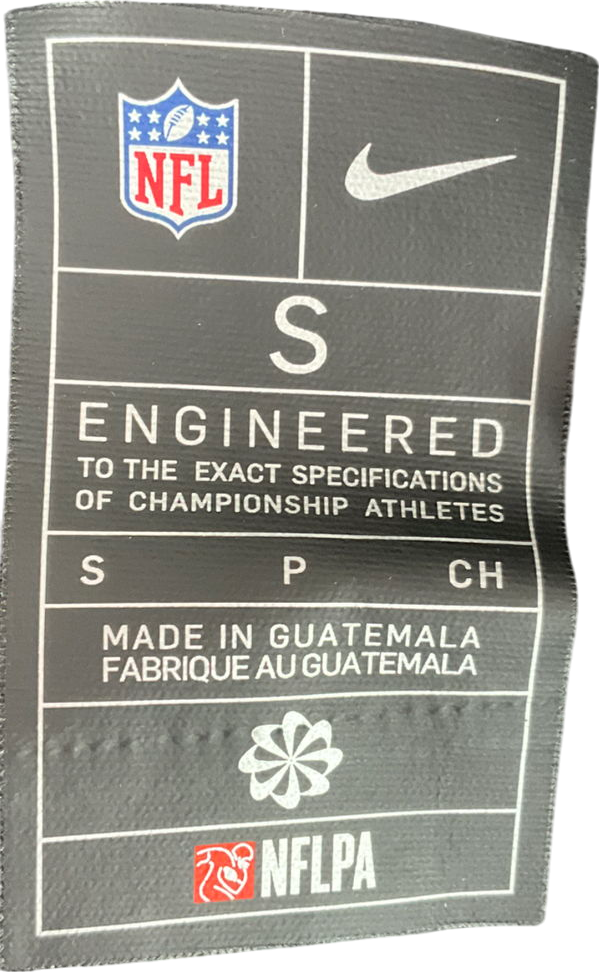 NFL
S
ENGINEERED
TO THE EXACT SPECIFICATIONS
OF CHAMPIONSHIP ATHLETES
S P CH
MADE IN GUATEMALA
FABRIQUE AU GUATEMALA
NFLPA